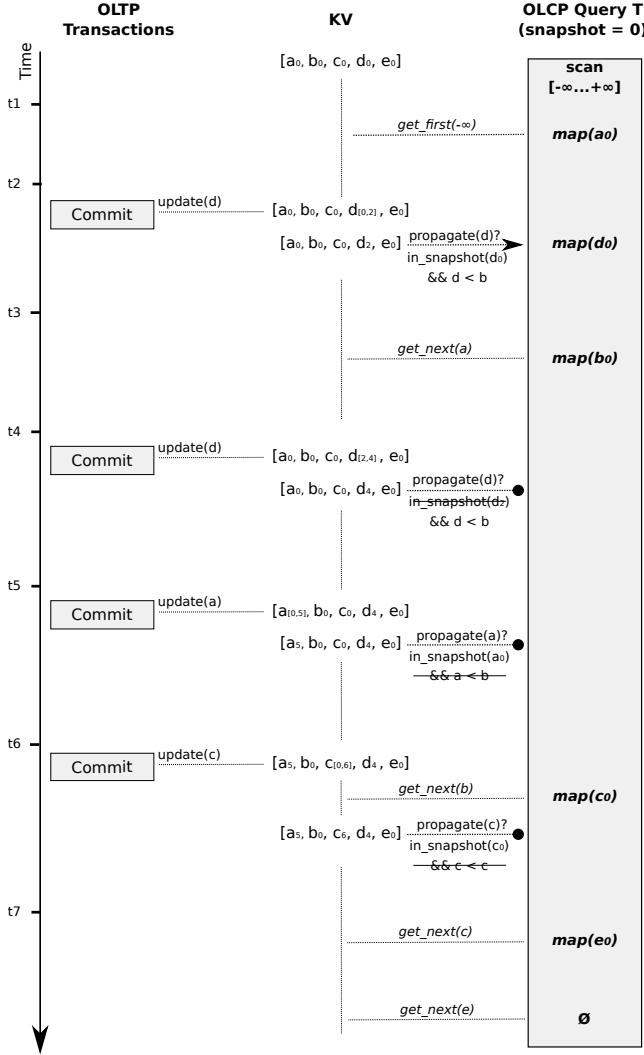 OLTP
Transactions
KV
OLCP Query T
(snapshot = 0)
Time
[a₀, b₀, c₀, d₀, e₀]
scan
[-∞...+∞]
t1
get_first(-∞)
map(a₀)
t2
Commit
update(d)
[a₀, b₀, c₀, d[0,2], e₀]
[a₀, b₀, c₀, d₂, e₀]
propagate(d)?
in_snapshot(d₀)
&& d < b
map(d₀)
t3
get_next(a)
map(b₀)
t4
Commit
update(d)
[a₀, b₀, c₀, d[2,4], e₀]
[a₀, b₀, c₀, d₄, e₀]
propagate(d)?
in_snapshot(d₂)
&& d < b
t5
Commit
update(a)
[a[0,5], b₀, c₀, d₄, e₀]
[a₅, b₀, c₀, d₄, e₀]
propagate(a)?
in_snapshot(a₀)
&& a < b
t6
Commit
update(c)
[a₅, b₀, c[0,6], d₄, e₀]
get_next(b)
map(c₀)
[a₅, b₀, c₆, d₄, e₀]
propagate(c)?
in_snapshot(c₀)
&& c < c
t7
get_next(c)
map(e₀)
get_next(e)
Ø